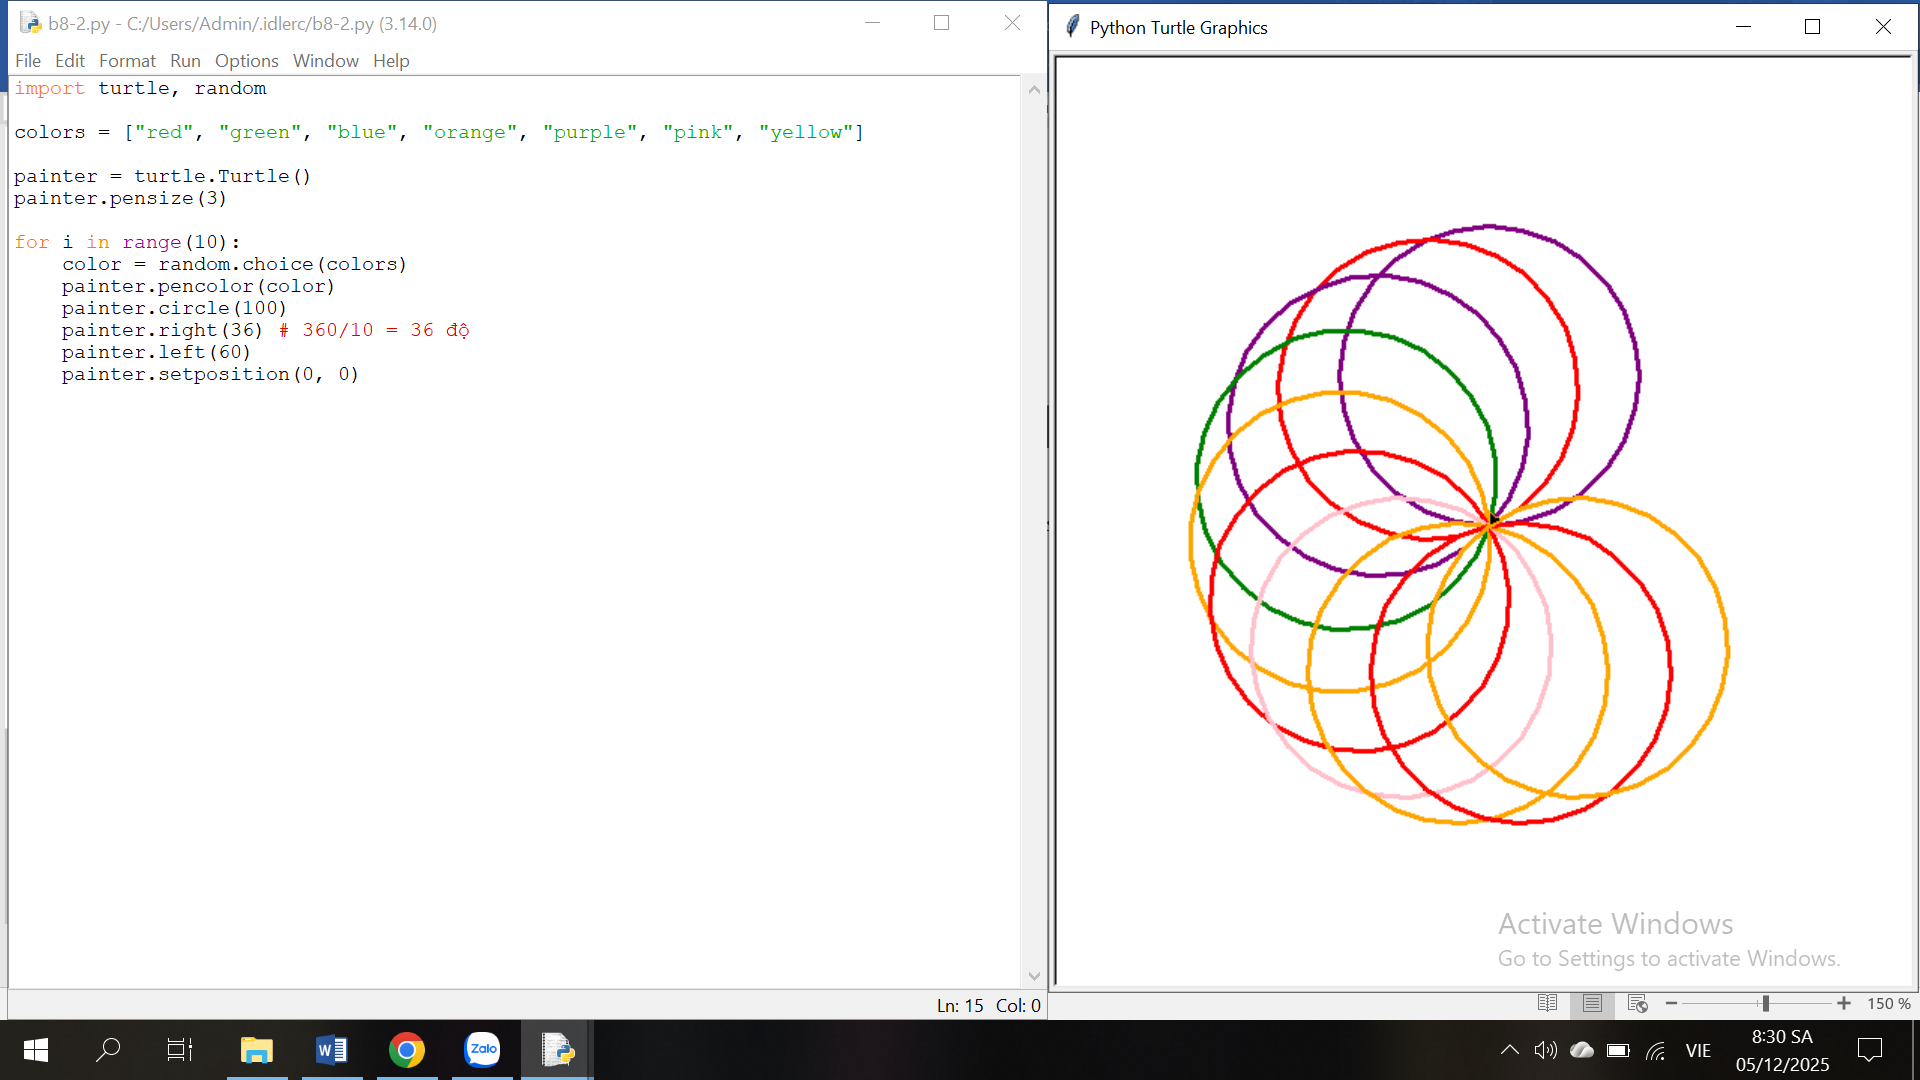 b8-2.py - C:/Users/Admin/.idlerc/b8-2.py (3.14.0)
File Edit Format Run Options Window Help
import turtle, random
colors = ["red", "green", "blue", "orange", "purple", "pink", "yellow"]
painter = turtle.Turtle()
painter.pensize(3)
for i in range(10):
    color = random.choice(colors)
    painter.pencolor(color)
    painter.circle(100)
    painter.right(36) # 360/10 = 36 độ
    painter.left(60)
    painter.setposition(0, 0)
Ln: 15 Col: 0
Python Turtle Graphics
Activate Windows
Go to Settings to activate Windows.
150 %
Zalo
VIE
8:30 SA
05/12/2025